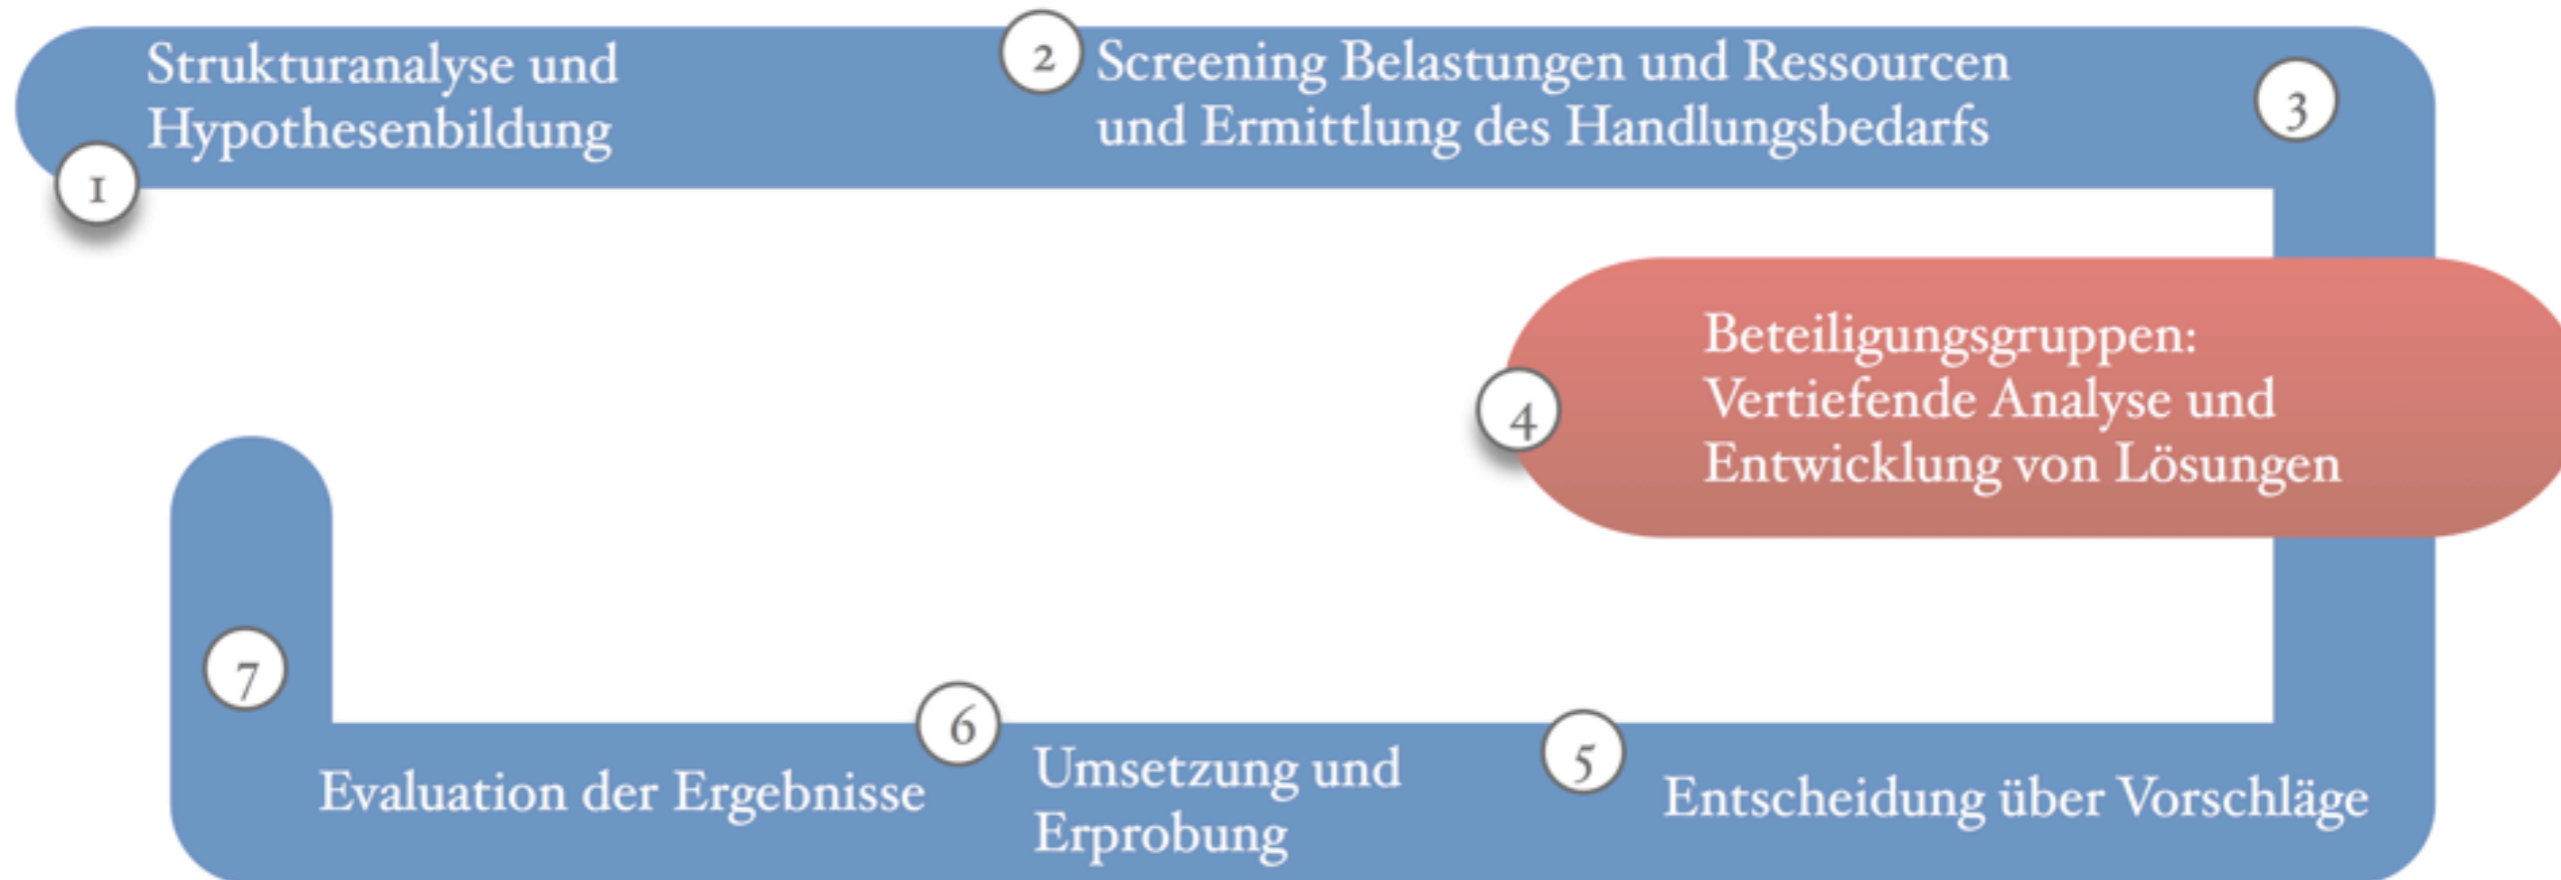 1
Strukturanalyse und
Hypothesenbildung
2
Screening Belastungen und Ressourcen
und Ermittlung des Handlungsbedarfs
3
4
Beteiligungsgruppen:
Vertiefende Analyse und
Entwicklung von Lösungen
5
Entscheidung über Vorschläge
6
Umsetzung und
Erprobung
7
Evaluation der Ergebnisse